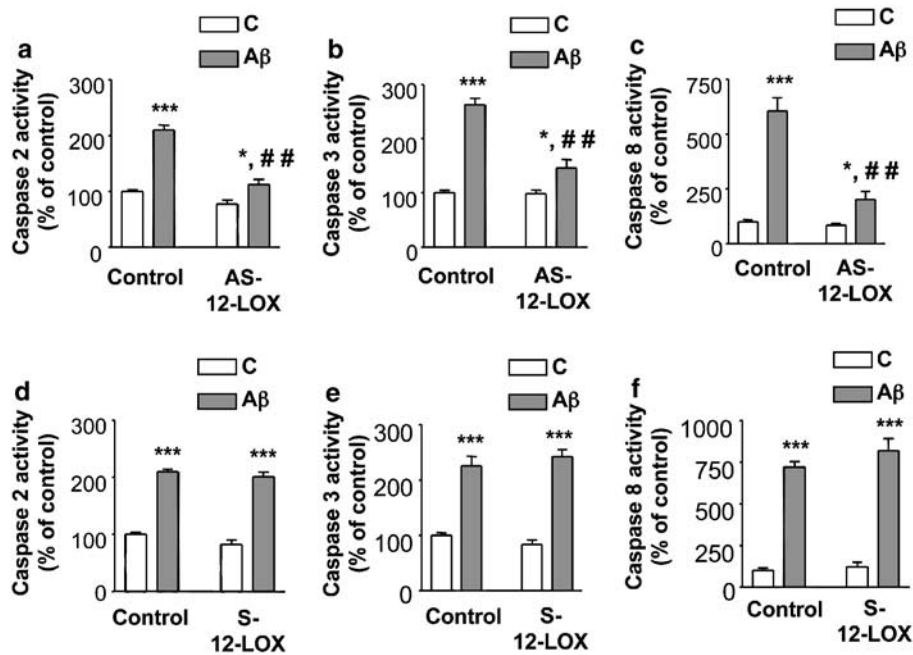 a
C
Aβ
Caspase 2 activity
(% of control)
300
200
100
0
***
*, # #
Control
AS-
12-LOX
b
C
Aβ
Caspase 3 activity
(% of control)
300
200
100
0
***
*, # #
Control
AS-
12-LOX
c
C
Aβ
Caspase 8 activity
(% of control)
750
500
250
0
***
*, # #
Control
AS-
12-LOX
d
C
Aβ
Caspase 2 activity
(% of control)
300
200
100
0
***
***
Control
S-
12-LOX
e
C
Aβ
Caspase 3 activity
(% of control)
300
200
100
0
***
***
Control
S-
12-LOX
f
C
Aβ
Caspase 8 activity
(% of control)
1000
750
500
250
0
***
***
Control
S-
12-LOX